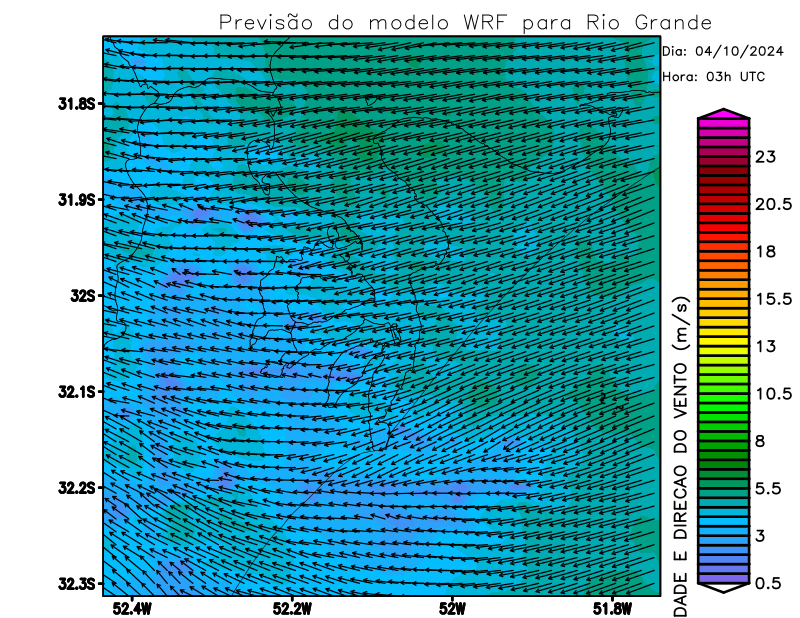 Previsão do modelo WRF para Rio Grande
Dia: 04/10/2024
Hora: 03h UTC
31.8S
31.9S
32S
32.1S
32.2S
32.3S
52.4W
52.2W
52W
51.8W
23
20.5
18
15.5
13
10.5
8
5.5
3
0.5
DADE E DIRECAO DO VENTO (m/s)